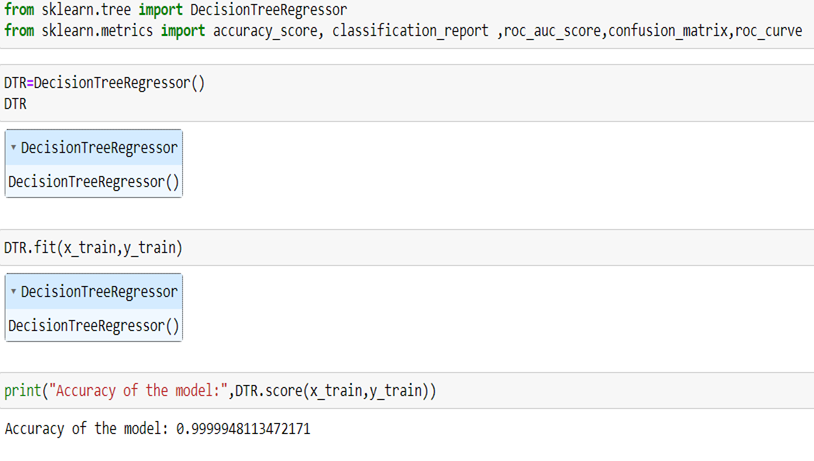 from sklearn.tree import DecisionTreeRegressor
from sklearn.metrics import accuracy_score, classification_report ,roc_auc_score,confusion_matrix,roc_curve
DTR=DecisionTreeRegressor()
DTR
▾ DecisionTreeRegressor
DecisionTreeRegressor()
DTR.fit(x_train,y_train)
▾ DecisionTreeRegressor
DecisionTreeRegressor()
print("Accuracy of the model:",DTR.score(x_train,y_train))
Accuracy of the model: 0.9999948113472171